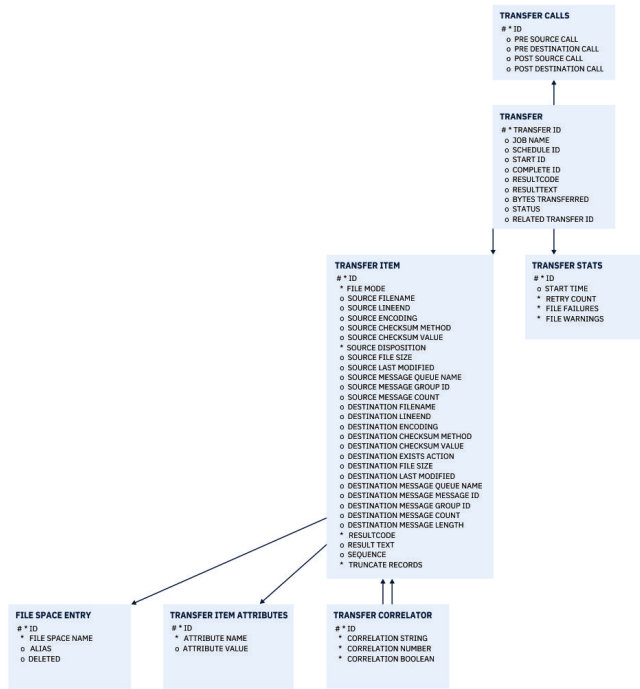 TRANSFER CALLS
# * ID
o PRE SOURCE CALL
o PRE DESTINATION CALL
o POST SOURCE CALL
o POST DESTINATION CALL
TRANSFER
# * TRANSFER ID
o JOB NAME
o SCHEDULE ID
o START ID
o COMPLETE ID
o RESULTCODE
o RESULTTEXT
o BYTES TRANSFERRED
o STATUS
o RELATED TRANSFER ID
TRANSFER ITEM
# * ID
* FILE MODE
o SOURCE FILENAME
o SOURCE LINEEND
o SOURCE ENCODING
o SOURCE CHECKSUM METHOD
o SOURCE CHECKSUM VALUE
* SOURCE DISPOSITION
o SOURCE FILE SIZE
o SOURCE LAST MODIFIED
o SOURCE MESSAGE QUEUE NAME
o SOURCE MESSAGE GROUP ID
o SOURCE MESSAGE COUNT
o DESTINATION FILENAME
o DESTINATION LINEEND
o DESTINATION ENCODING
o DESTINATION CHECKSUM METHOD
o DESTINATION CHECKSUM VALUE
o DESTINATION EXISTS ACTION
o DESTINATION FILE SIZE
o DESTINATION LAST MODIFIED
o DESTINATION MESSAGE QUEUE NAME
o DESTINATION MESSAGE MESSAGE ID
o DESTINATION MESSAGE GROUP ID
o DESTINATION MESSAGE COUNT
o DESTINATION MESSAGE LENGTH
* RESULTCODE
o RESULT TEXT
o SEQUENCE
* TRUNCATE RECORDS
TRANSFER STATS
# * ID
o START TIME
* RETRY COUNT
* FILE FAILURES
* FILE WARNINGS
FILE SPACE ENTRY
# * ID
* FILE SPACE NAME
o ALIAS
o DELETED
TRANSFER ITEM ATTRIBUTES
# * ID
* ATTRIBUTE NAME
o ATTRIBUTE VALUE
TRANSFER CORRELATOR
# * ID
* CORRELATION STRING
* CORRELATION NUMBER
* CORRELATION BOOLEAN